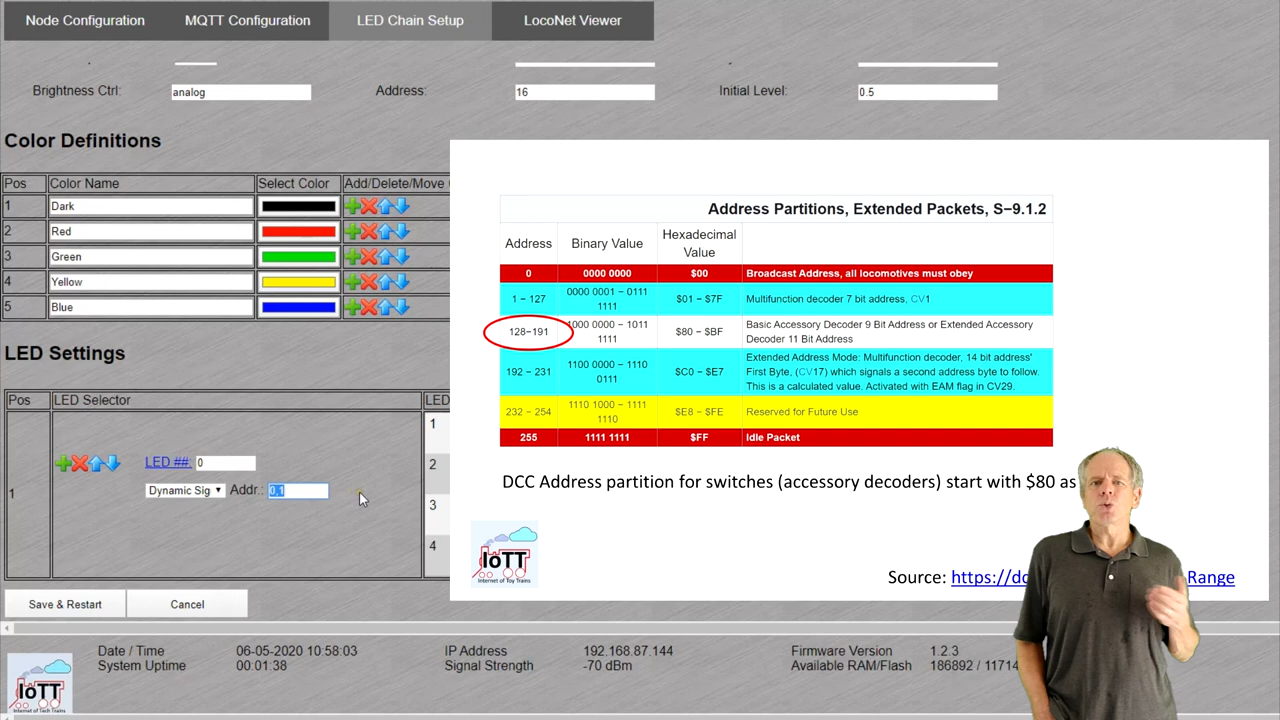 Node Configuration MQTT Configuration LED Chain Setup LocoNet Viewer
Brightness Ctrl: analog Address: 16 Initial Level: 0.5
Color Definitions
Pos Color Name Select Color Add/Delete/Move
1 Dark
2 Red
3 Green
4 Yellow
5 Blue
LED Settings
Pos LED Selector LED
1
LED ##: 0
Dynamic Sig Addr.: 0,1
1
2
3
4
Save & Restart Cancel
Address Partitions, Extended Packets, S−9.1.2
Address Binary Value Hexadecimal Value
0 0000 0000 $00 Broadcast Address, all locomotives must obey
1 − 127 0000 0001 − 0111 1111 $01 − $7F Multifunction decoder 7 bit address, CV1
128−191 1000 0000 − 1011 1111 $80 − $BF Basic Accessory Decoder 9 Bit Address or Extended Accessory
Decoder 11 Bit Address
192 − 231 1100 0000 − 1110 0111 $C0 − $E7 Extended Address Mode: Multifunction decoder, 14 bit address'
First Byte, (CV17) which signals a second address byte to follow.
This is a calculated value. Activated with EAM flag in CV29.
232 − 254 1110 1000 − 1111 1110 $E8 − $FE Reserved for Future Use
255 1111 1111 $FF Idle Packet
DCC Address partition for switches (accessory decoders) start with $80 as
IoTT
Internet of Toy Trains
Source: https://dc Range
IoTT
Internet of Tech Trains
Date / Time 06-05-2020 10:58:03 IP Address 192.168.87.144 Firmware Version 1.2.3
System Uptime 00:01:38 Signal Strength -70 dBm Available RAM/Flash 186892 / 11714